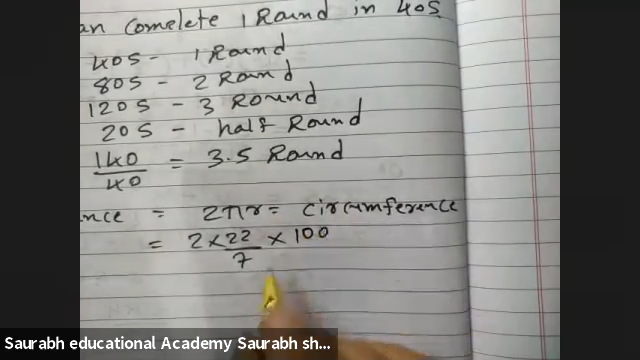 an comelete 1 Round in 40S
40S - 1 Round
80S - 2 Round
120S - 3 Round
20S - half Round
140/40 = 3.5 Round
nce = 2πr = circumference
= 2 × 22/7 × 100
Saurabh educational Academy Saurabh sh...